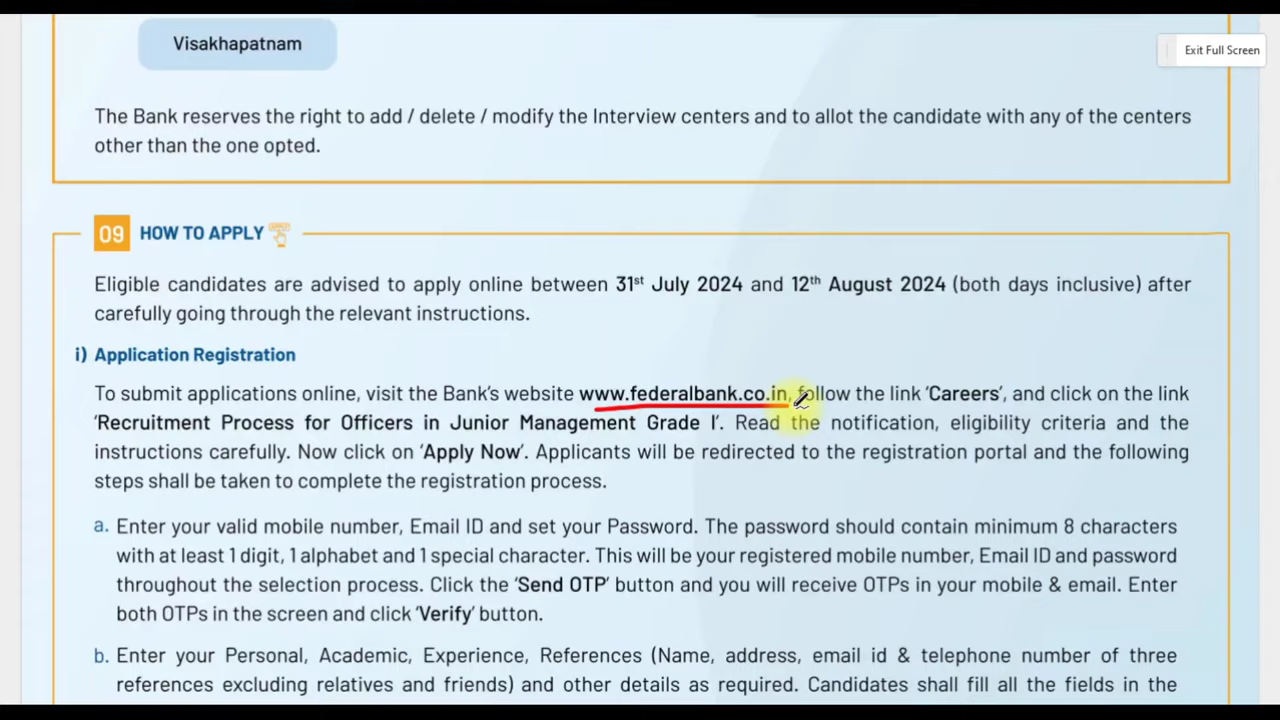 Visakhapatnam
Exit Full Screen
The Bank reserves the right to add / delete / modify the Interview centers and to allot the candidate with any of the centers
other than the one opted.
09 HOW TO APPLY
Eligible candidates are advised to apply online between 31st July 2024 and 12th August 2024 (both days inclusive) after
carefully going through the relevant instructions.
i) Application Registration
To submit applications online, visit the Bank's website www.federalbank.co.in, follow the link 'Careers', and click on the link
'Recruitment Process for Officers in Junior Management Grade I'. Read the notification, eligibility criteria and the
instructions carefully. Now click on 'Apply Now'. Applicants will be redirected to the registration portal and the following
steps shall be taken to complete the registration process.
a. Enter your valid mobile number, Email ID and set your Password. The password should contain minimum 8 characters
with at least 1 digit, 1 alphabet and 1 special character. This will be your registered mobile number, Email ID and password
throughout the selection process. Click the 'Send OTP' button and you will receive OTPs in your mobile & email. Enter
both OTPs in the screen and click 'Verify' button.
b. Enter your Personal, Academic, Experience, References (Name, address, email id & telephone number of three
references excluding relatives and friends) and other details as required. Candidates shall fill all the fields in the